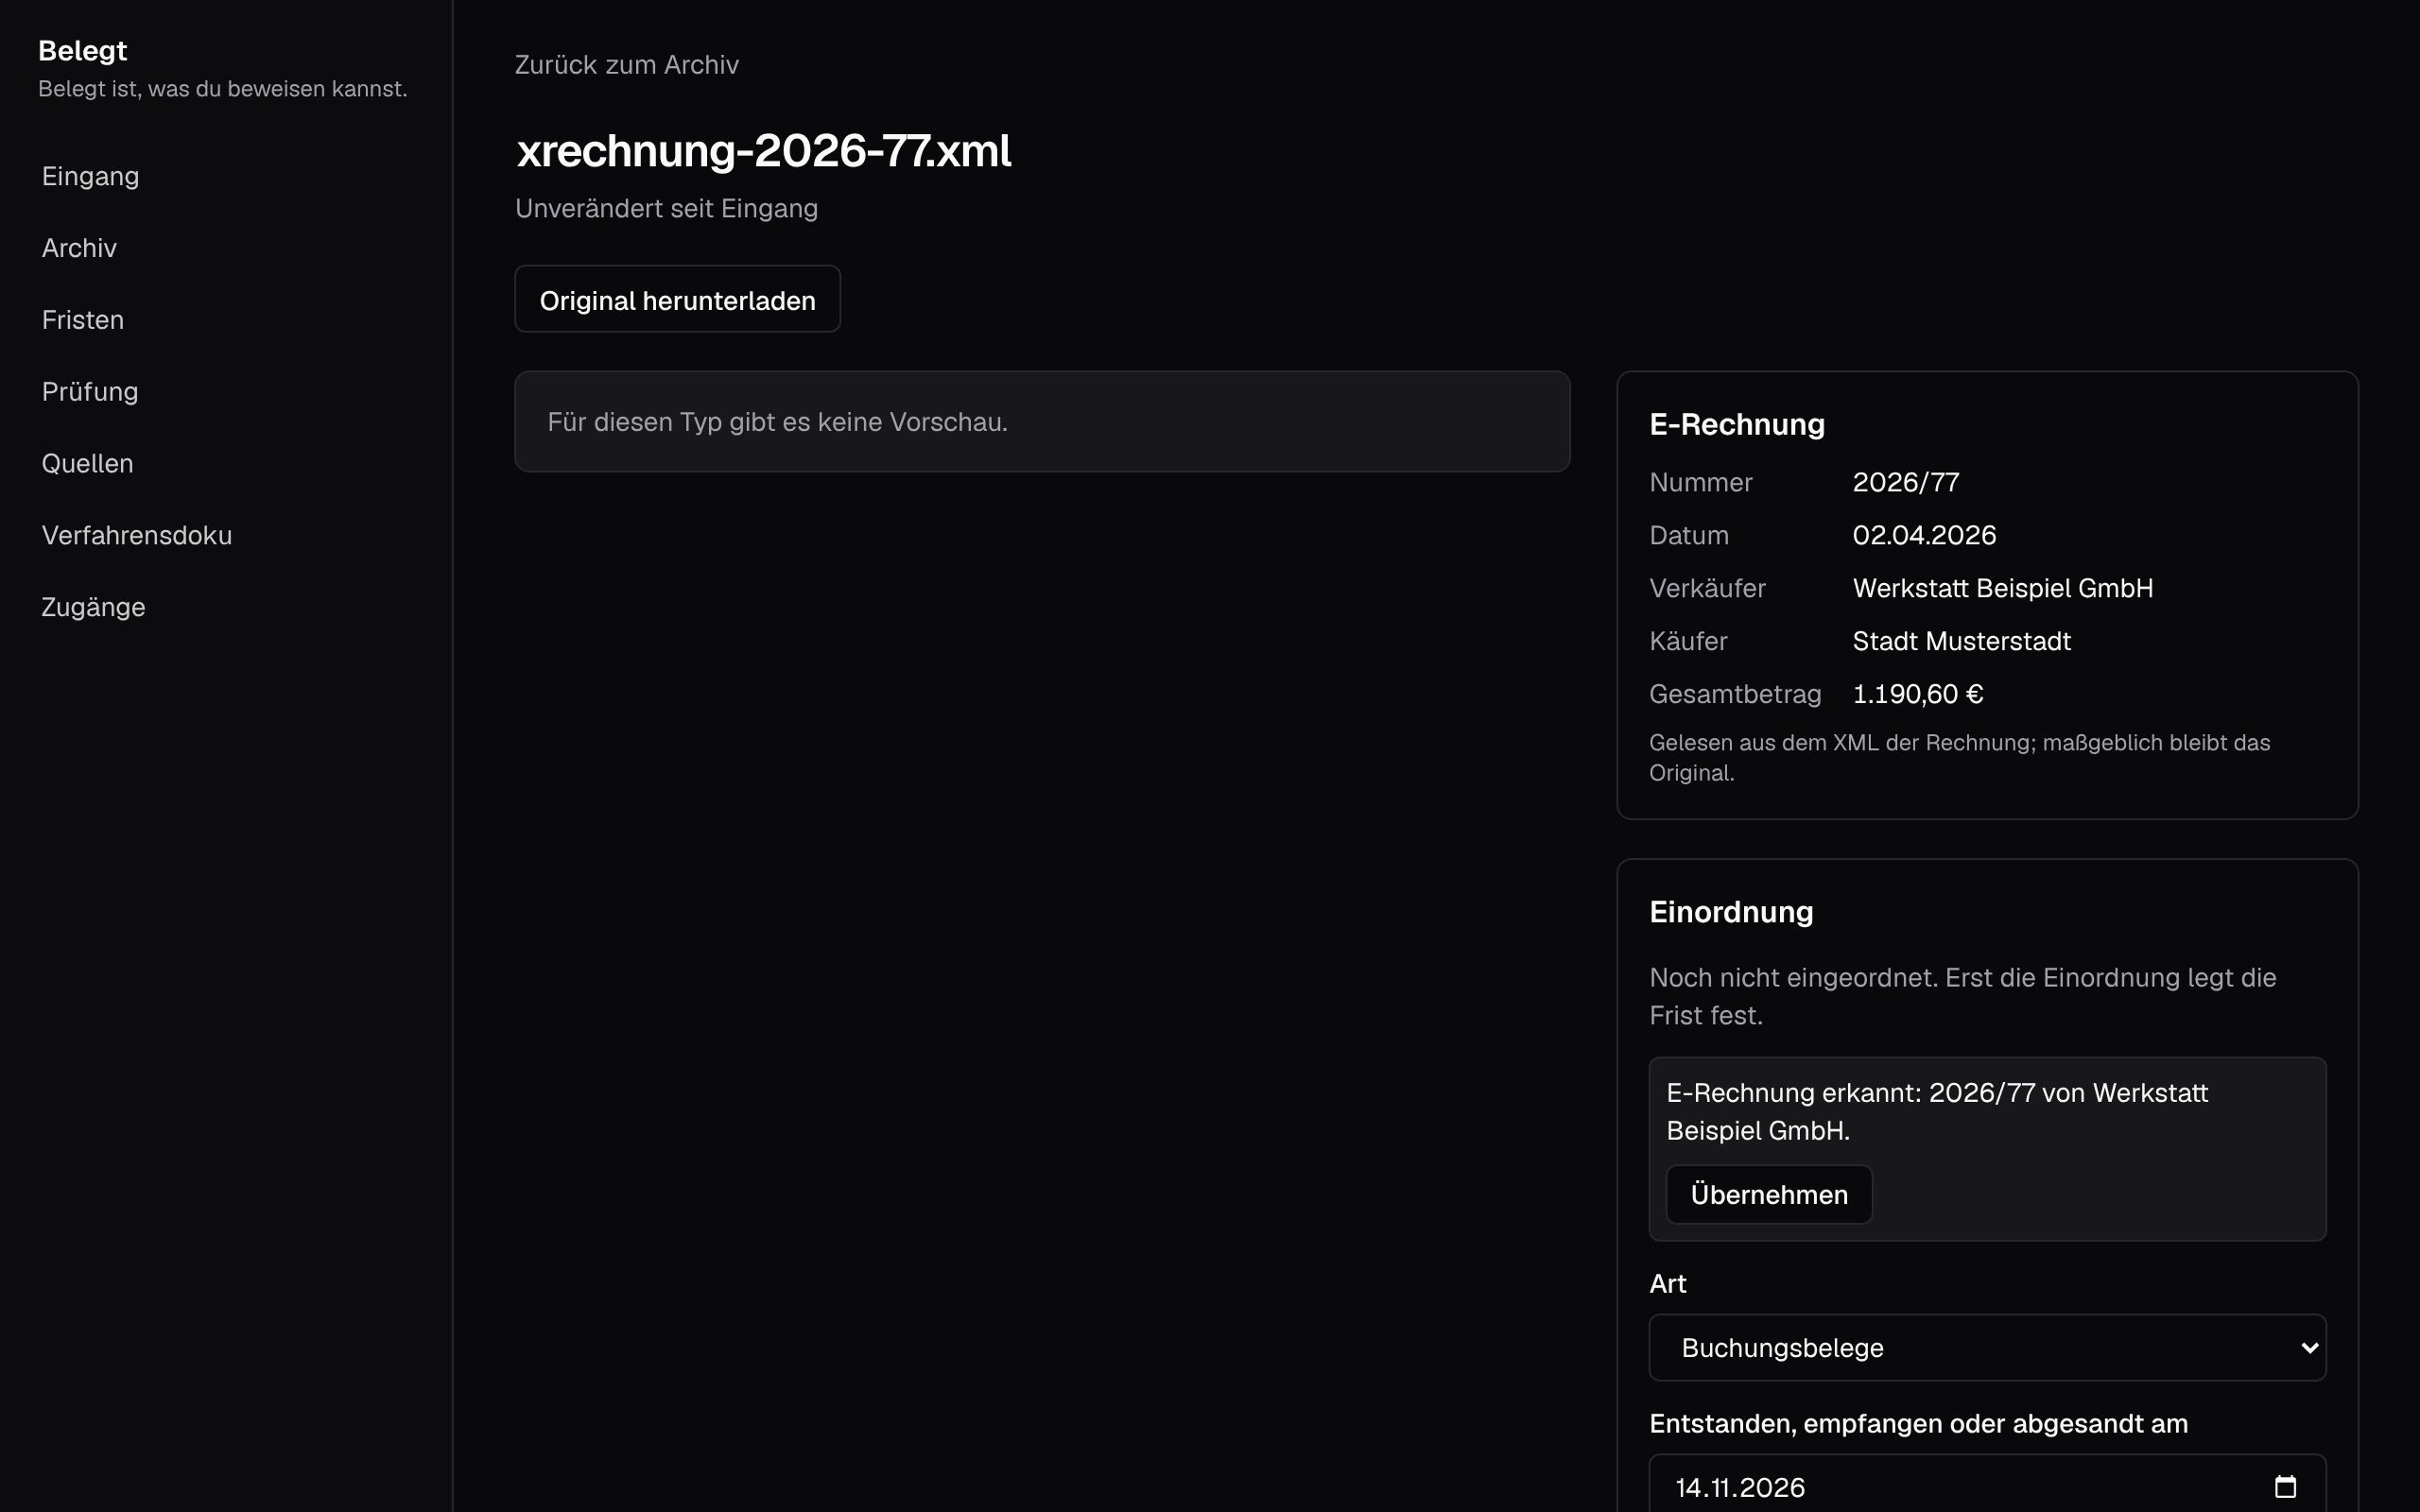 Belegt
Belegt ist, was du beweisen kannst.
Eingang
Archiv
Fristen
Prüfung
Quellen
Verfahrensdoku
Zugänge
Zurück zum Archiv
xrechnung-2026-77.xml
Unverändert seit Eingang
Original herunterladen
Für diesen Typ gibt es keine Vorschau.
E-Rechnung
Nummer 2026/77
Datum 02.04.2026
Verkäufer Werkstatt Beispiel GmbH
Käufer Stadt Musterstadt
Gesamtbetrag 1.190,60 €
Gelesen aus dem XML der Rechnung; maßgeblich bleibt das
Original.
Einordnung
Noch nicht eingeordnet. Erst die Einordnung legt die
Frist fest.
E-Rechnung erkannt: 2026/77 von Werkstatt
Beispiel GmbH.
Übernehmen
Art
Buchungsbelege
Entstanden, empfangen oder abgesandt am
14.11.2026